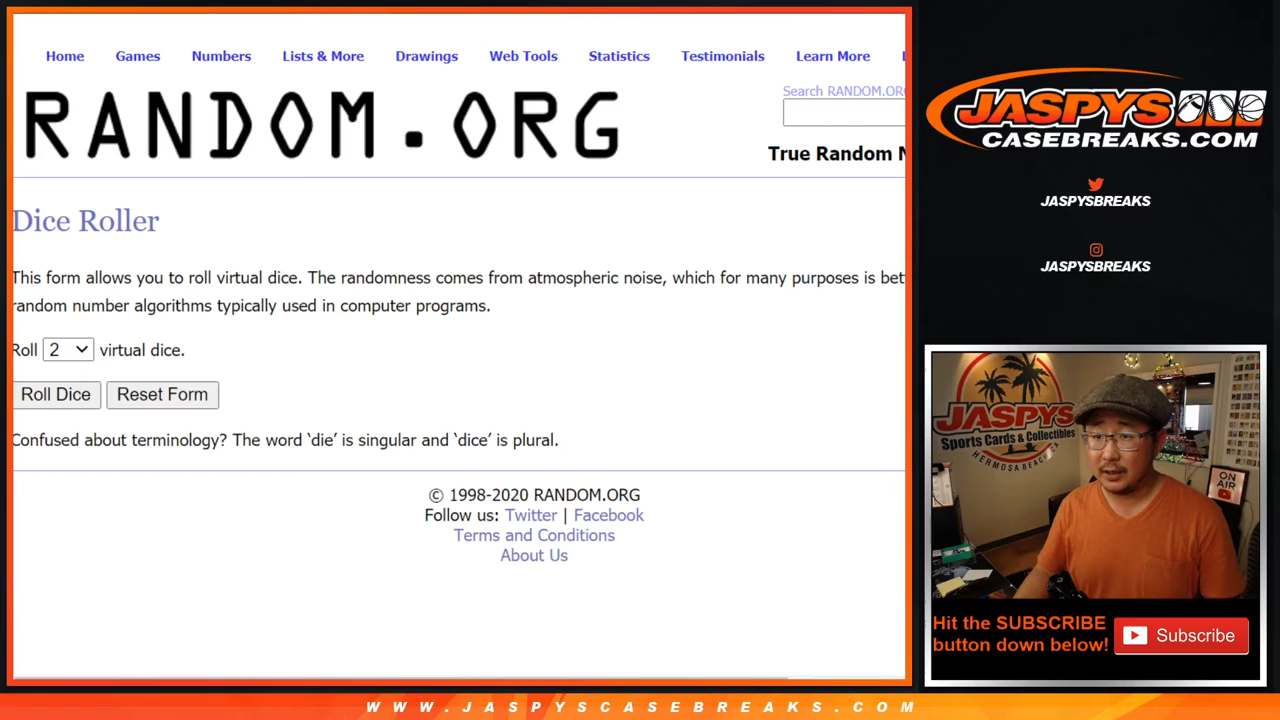 Home Games Numbers Lists & More Drawings Web Tools Statistics Testimonials Learn More
RANDOM.ORG
Search RANDOM.ORG
True Random N
Dice Roller
This form allows you to roll virtual dice. The randomness comes from atmospheric noise, which for many purposes is bet
random number algorithms typically used in computer programs.
Roll 2 virtual dice.
Roll Dice Reset Form
Confused about terminology? The word ‘die’ is singular and ‘dice’ is plural.
© 1998-2020 RANDOM.ORG
Follow us: Twitter | Facebook
Terms and Conditions
About Us
JASPYS
CASEBREAKS.COM
JASPYSBREAKS
JASPYSBREAKS
JASPYS
Sports Cards & Collectibles
HERMOSA BEACH, CA
ON
AIR
Hit the SUBSCRIBE
button down below!
Subscribe
WWW.JASPYSCASEBREAKS.COM